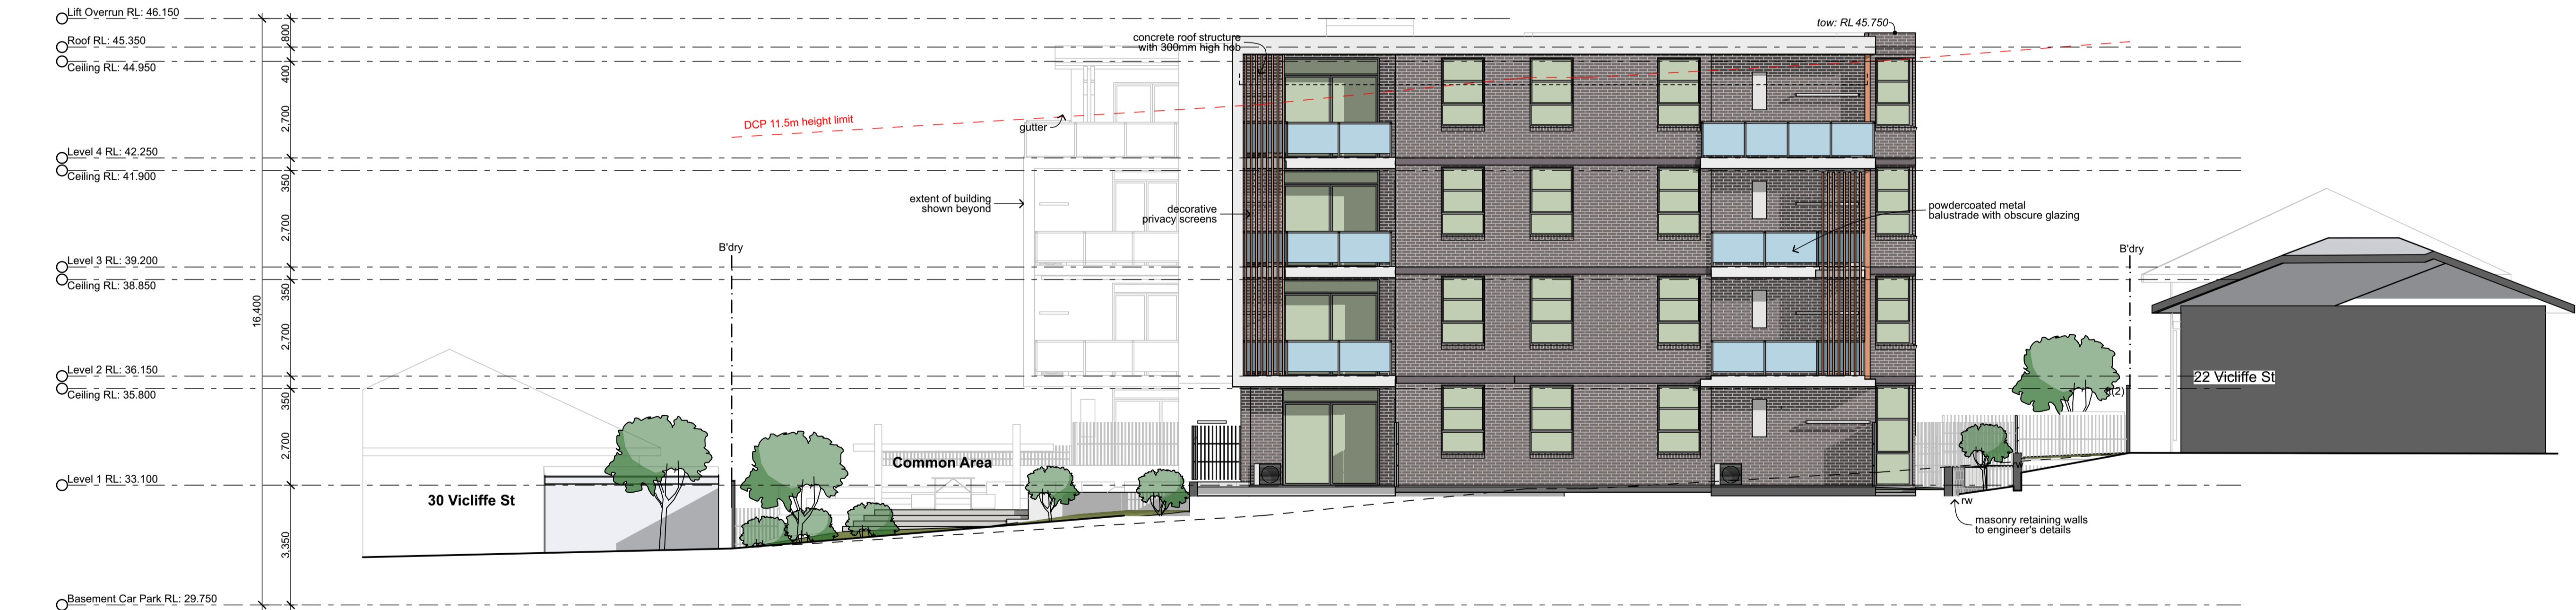 Lift Overrun RL: 46.150
800
tow: RL 45.750
Roof RL: 45.350
concrete roof structure
with 300mm high hob
Ceiling RL: 44.950
400
2,700
DCP 11.5m height limit
gutter
Level 4 RL: 42.250
Ceiling RL: 41.900
350
extent of building
shown beyond
decorative
privacy screens
powdercoated metal
balustrade with obscure glazing
2,700
B'dry
B'dry
Level 3 RL: 39.200
Ceiling RL: 38.850
350
16,400
2,700
Level 2 RL: 36.150
22 Vicliffe St
Ceiling RL: 35.800
(2)
350
2,700
Common Area
Level 1 RL: 33.100
30 Vicliffe St
rw
masonry retaining walls
to engineer's details
3,350
Basement Car Park RL: 29.750